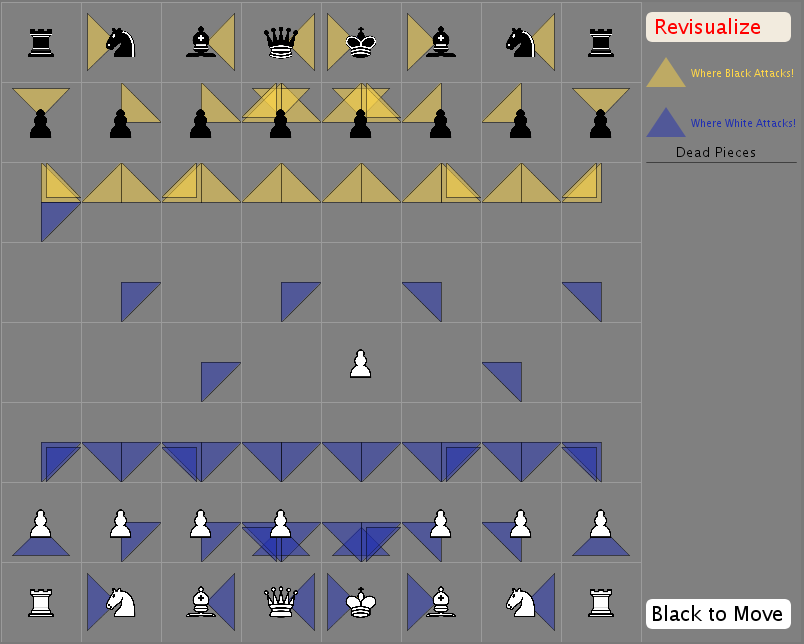 Revisualize
Where Black Attacks!
Where White Attacks!
Dead Pieces
Black to Move